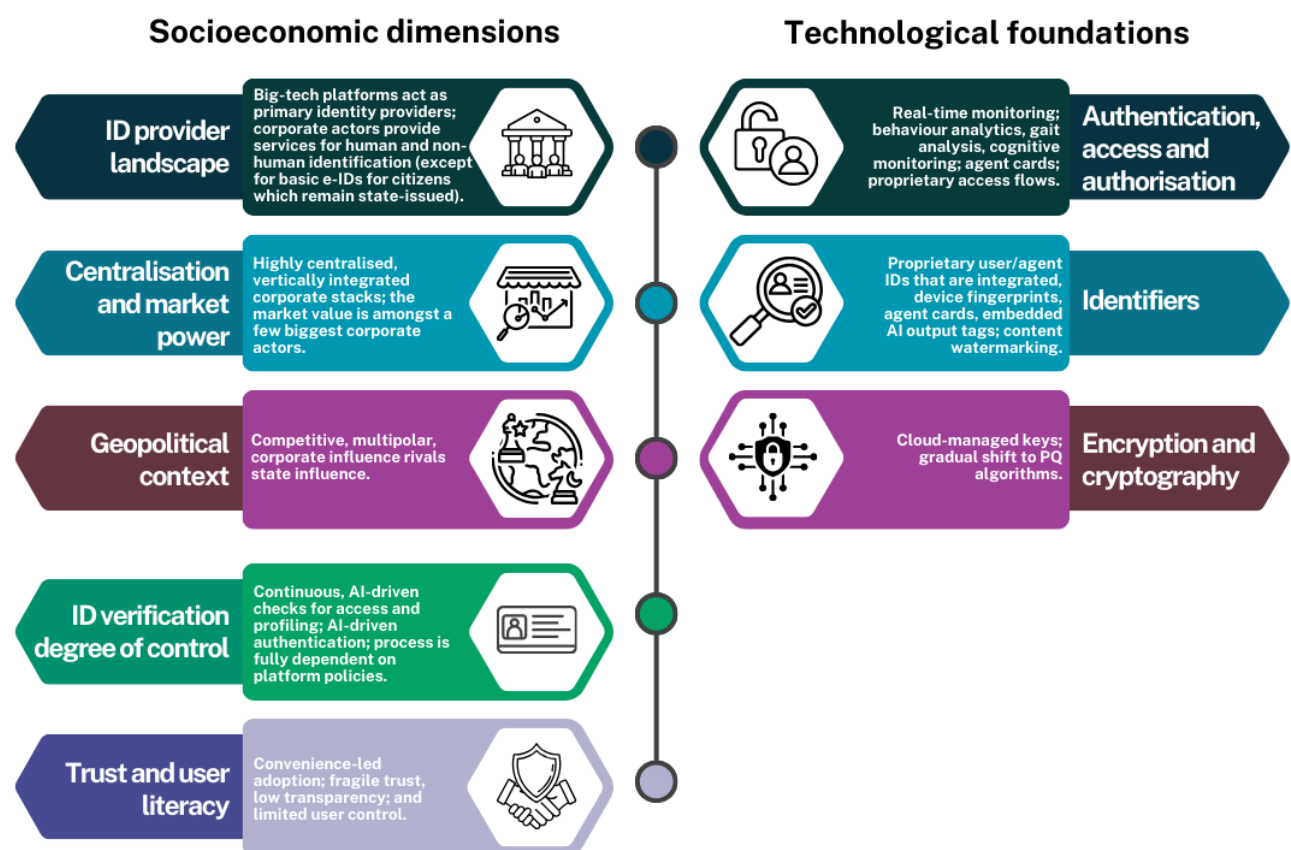 Socioeconomic dimensions
ID provider
landscape
Big-tech platforms act as
primary identity providers;
corporate actors provide
services for human and non-
human identification (except
for basic e-IDs for citizens
which remain state-issued).
Centralisation
and market
power
Highly centralised,
vertically integrated
corporate stacks; the
market value is amongst a
few biggest corporate
actors.
Geopolitical
context
Competitive, multipolar,
corporate influence rivals
state influence.
ID verification
degree of control
Continuous, AI-driven
checks for access and
profiling; AI-driven
authentication; process is
fully dependent on
platform policies.
Trust and user
literacy
Convenience-led
adoption; fragile trust,
low transparency; and
limited user control.
Technological foundations
Real-time monitoring;
behaviour analytics, gait
analysis, cognitive
monitoring; agent cards;
proprietary access flows.
Authentication,
access and
authorisation
Proprietary user/agent
IDs that are integrated,
device fingerprints,
agent cards, embedded
AI output tags; content
watermarking.
Identifiers
Cloud-managed keys;
gradual shift to PQ
algorithms.
Encryption and
cryptography